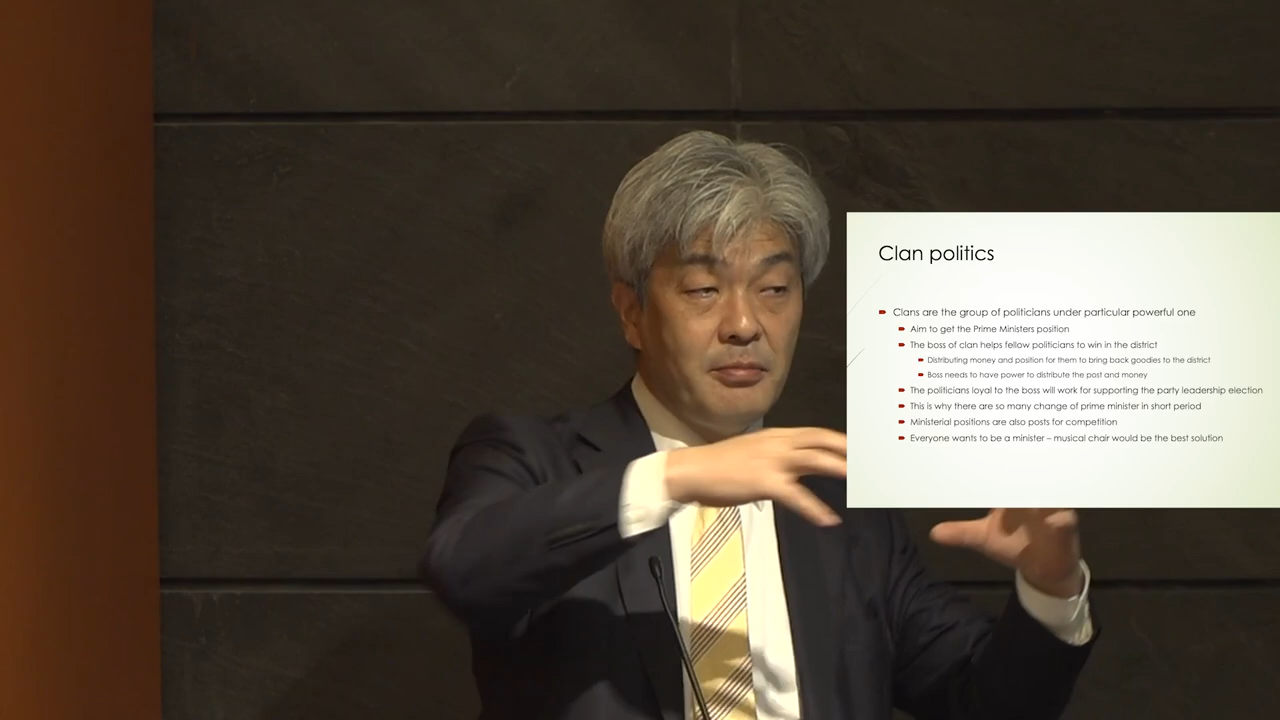 Clan politics
Clans are the group of politicians under particular powerful one
Aim to get the Prime Ministers position
The boss of clan helps fellow politicians to win in the district
Distributing money and position for them to bring back goodies to the district
Boss needs to have power to distribute the post and money
The politicians loyal to the boss will work for supporting the party leadership election
This is why there are so many change of prime minister in short period
Ministerial positions are also posts for competition
Everyone wants to be a minister – musical chair would be the best solution